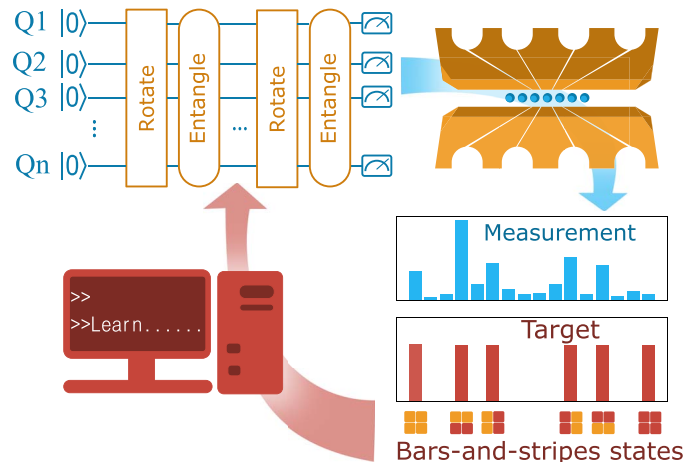 Q1 |0⟩
Q2 |0⟩
Q3 |0⟩
⋮
Qn |0⟩
Rotate
Entangle
...
Rotate
Entangle
>>
>>Learn......
Measurement
Target
Bars-and-stripes states